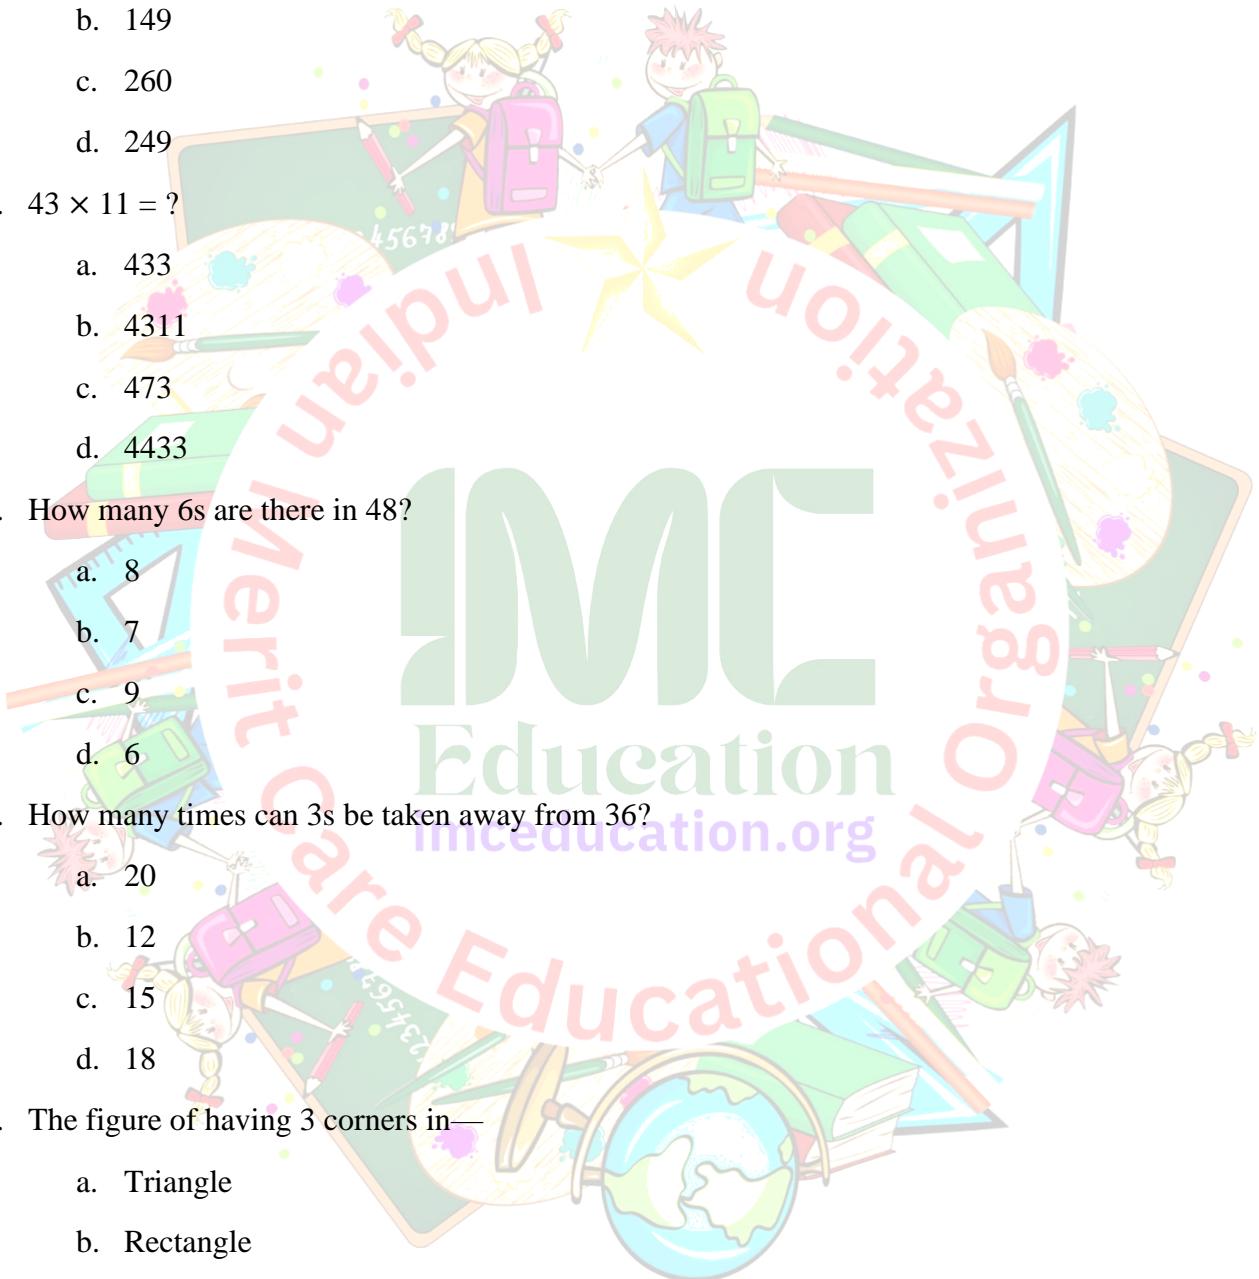 b. 149
c. 260
d. 249
. 43 × 11 = ?
a. 433
b. 4311
c. 473
d. 4433
. How many 6s are there in 48?
a. 8
b. 7
c. 9
d. 6
. How many times can 3s be taken away from 36?
a. 20
b. 12
c. 15
d. 18
. The figure of having 3 corners in—
a. Triangle
b. Rectangle
Indian Merit Care Educational Organization
IMC
Education
imceducation.org